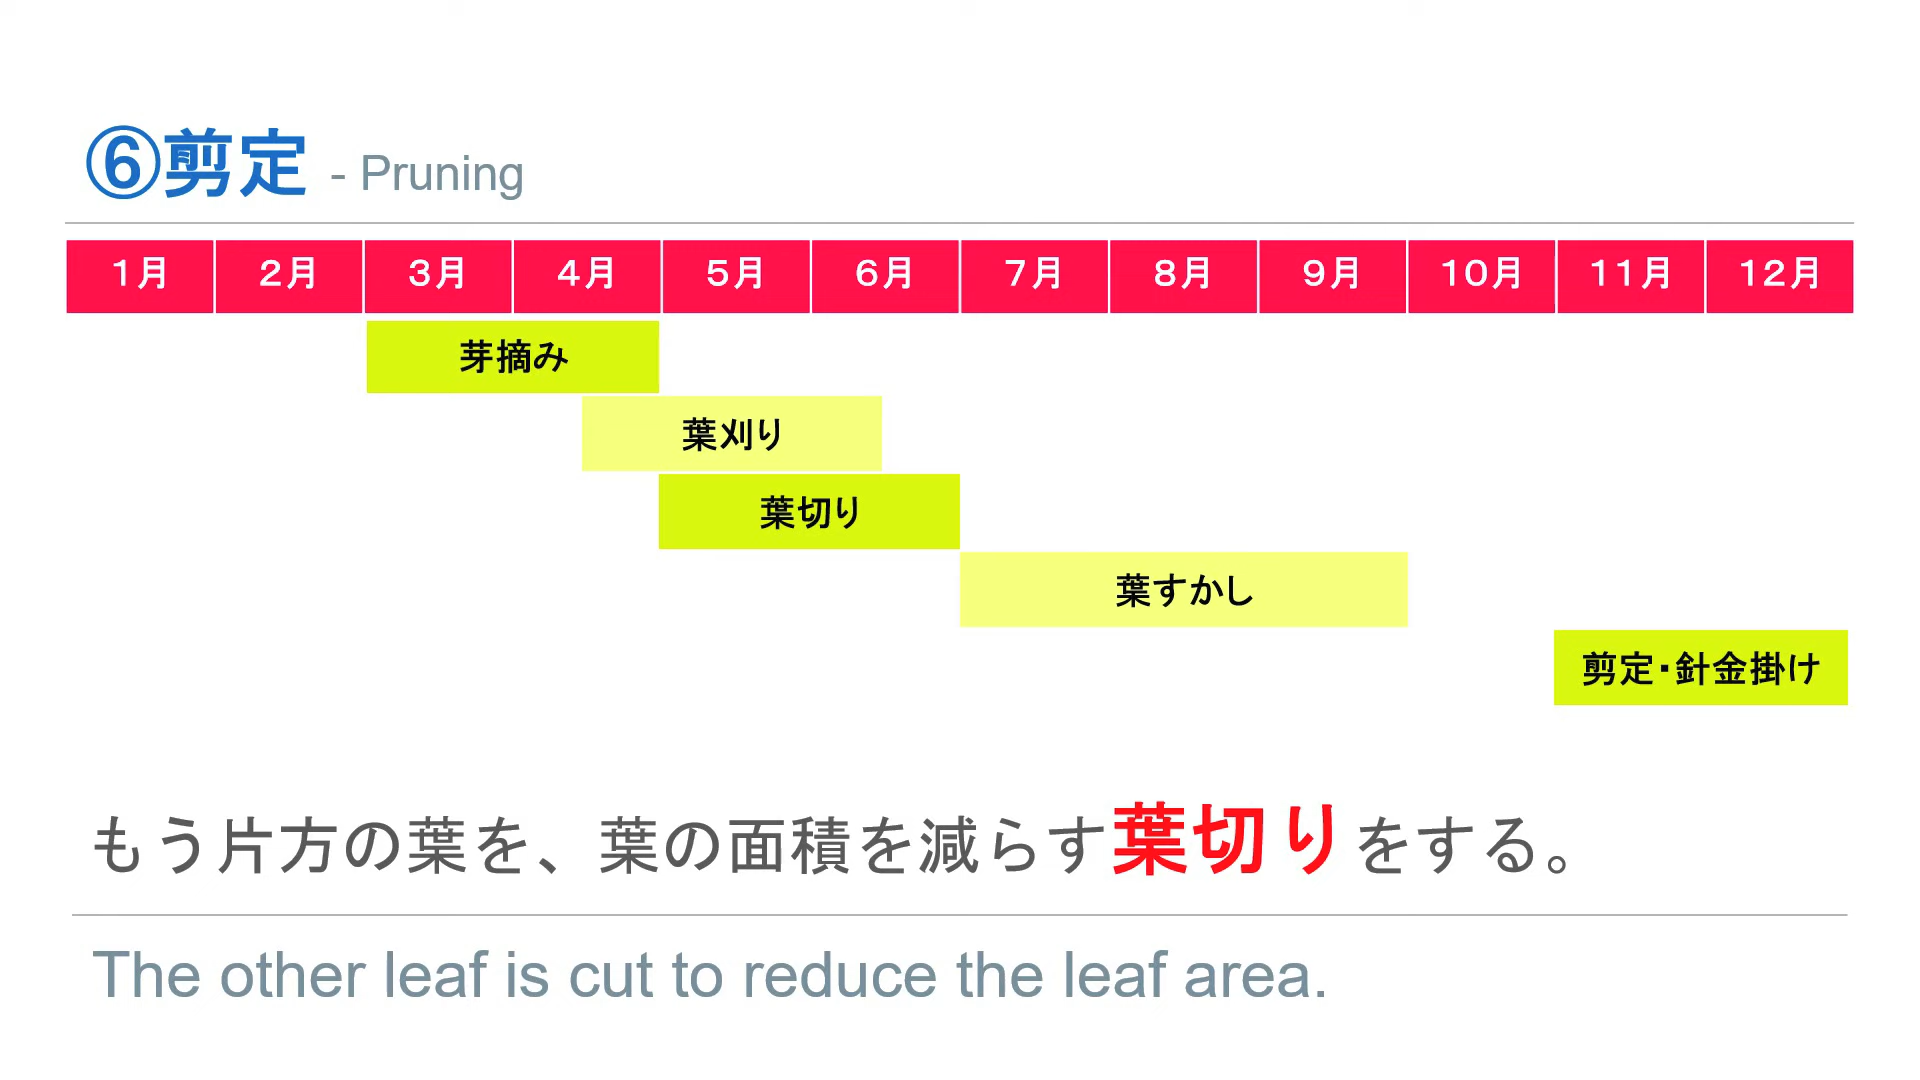 ⑥剪定 - Pruning
1月 2月 3月 4月 5月 6月 7月 8月 9月 10月 11月 12月
芽摘み
葉刈り
葉切り
葉すかし
剪定・針金掛け
もう片方の葉を、葉の面積を減らす葉切りをする。
The other leaf is cut to reduce the leaf area.